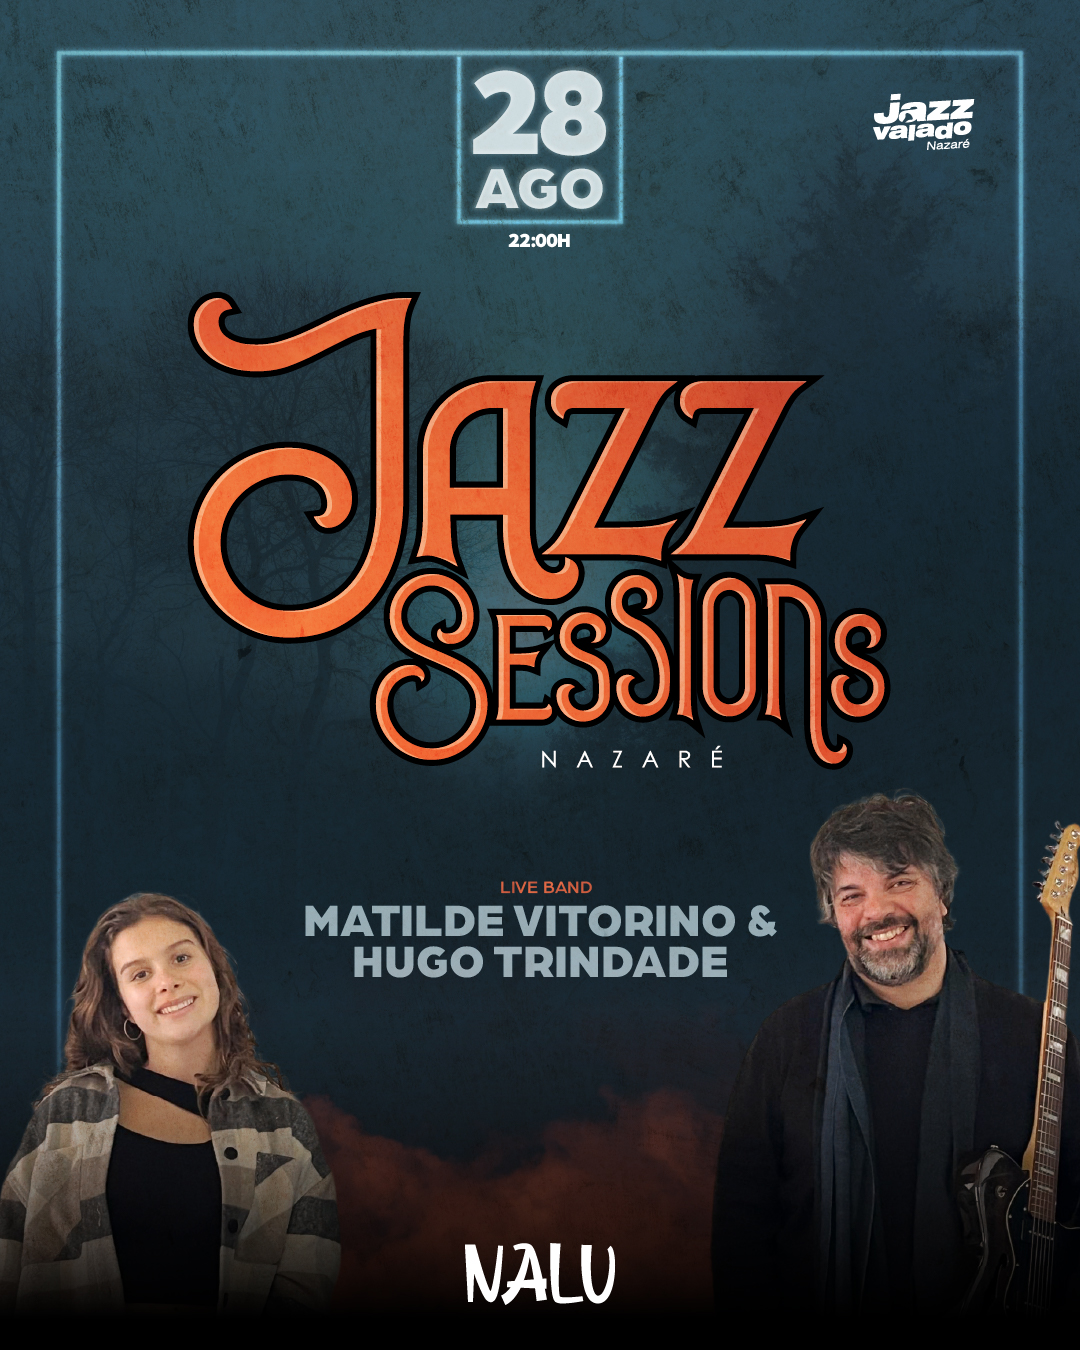 28
AGO
22:00H
jazz
valado
Nazaré
JAZZ
SESSIONS
NAZARÉ
LIVE BAND
MATILDE VITORINO &
HUGO TRINDADE
NALU